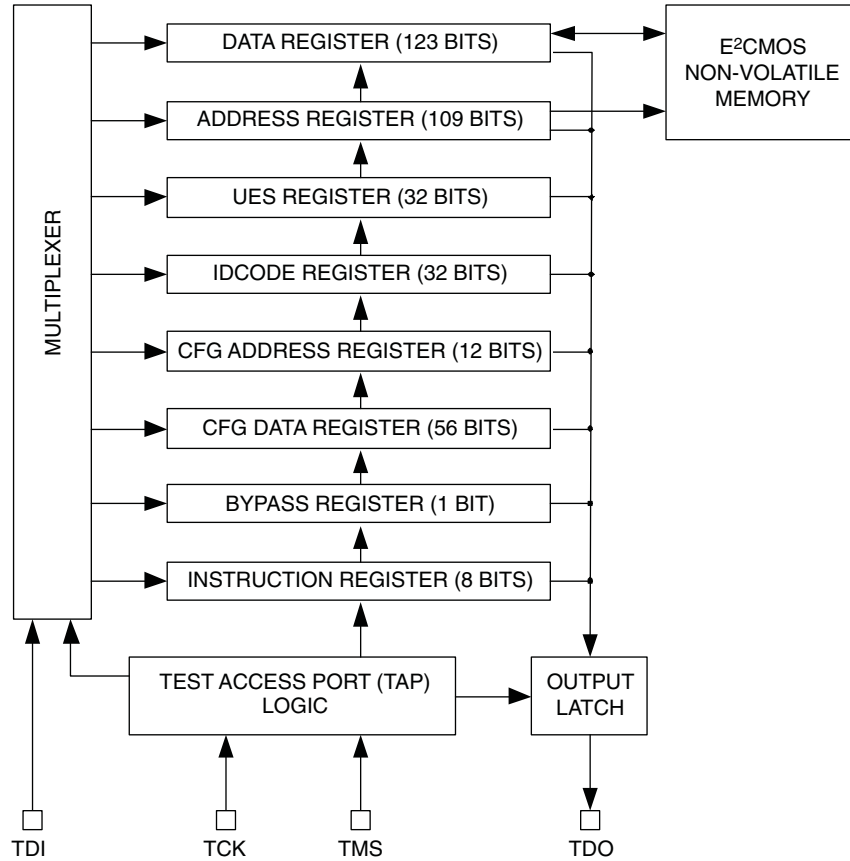 DATA REGISTER (123 BITS)
E²CMOS
NON-VOLATILE
MEMORY
ADDRESS REGISTER (109 BITS)
UES REGISTER (32 BITS)
MULTIPLEXER
IDCODE REGISTER (32 BITS)
CFG ADDRESS REGISTER (12 BITS)
CFG DATA REGISTER (56 BITS)
BYPASS REGISTER (1 BIT)
INSTRUCTION REGISTER (8 BITS)
TEST ACCESS PORT (TAP)
LOGIC
OUTPUT
LATCH
TDI
TCK
TMS
TDO